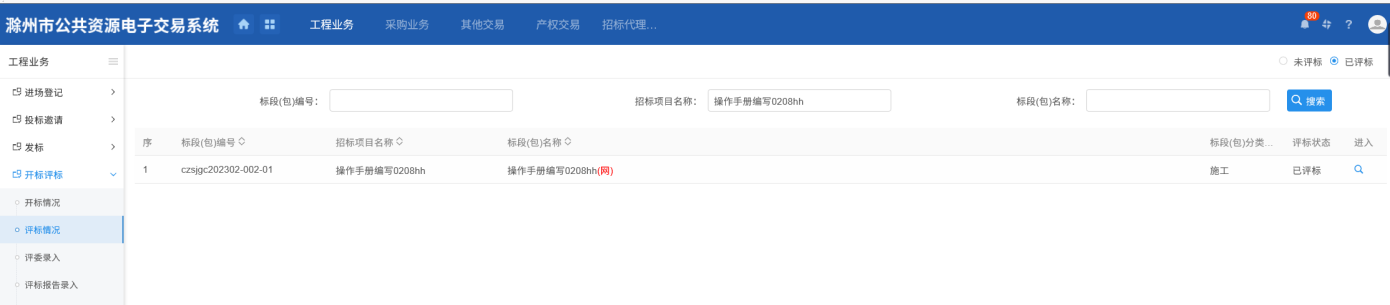 滁州市公共资源电子交易系统 工程业务 采购业务 其他交易 产权交易 招标代理... 80 ?
工程业务 未评标 已评标
进场登记
标段(包)编号： 招标项目名称： 操作手册编写0208hh 标段(包)名称： 搜索
投标邀请
发标
序 标段(包)编号 招标项目名称 标段(包)名称 标段(包)分类... 评标状态 进入
开标评标
1 czsjgc202302-002-01 操作手册编写0208hh 操作手册编写0208hh(网) 施工 已评标
开标情况
评标情况
评委录入
评标报告录入